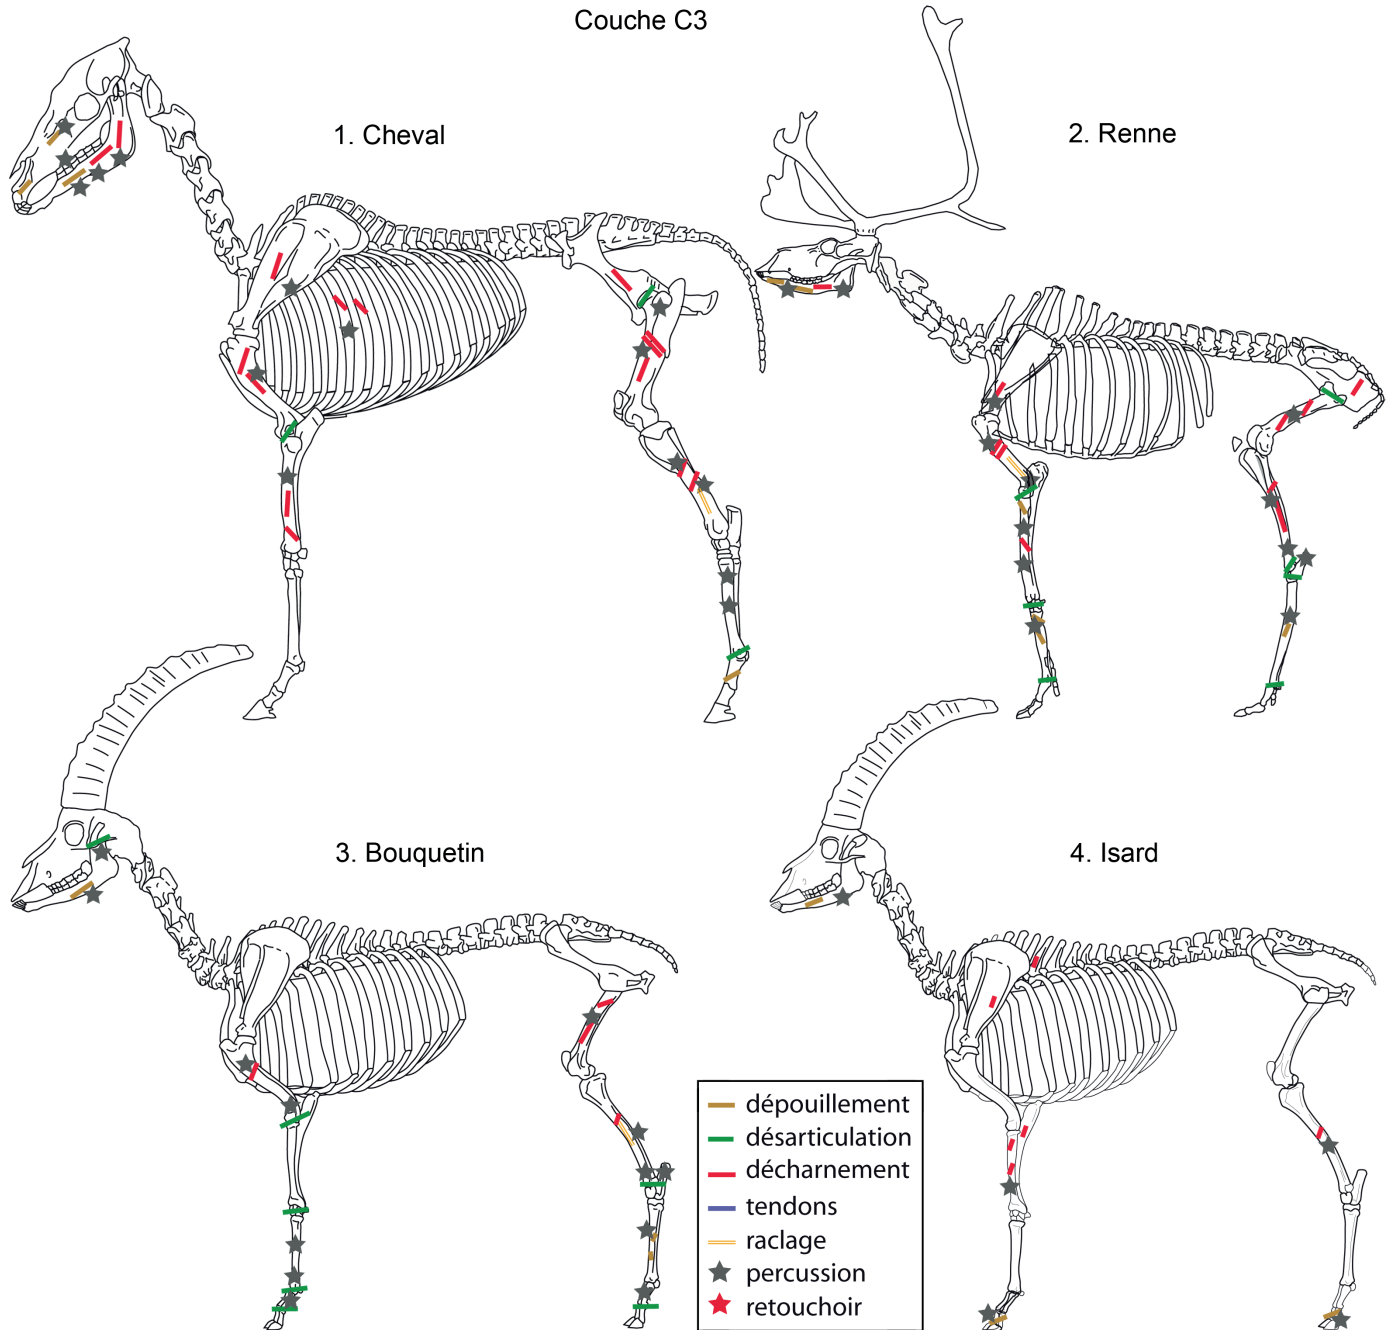 Couche C3
1. Cheval
2. Renne
3. Bouquetin
4. Isard
dépouillement
désarticulation
décharnement
tendons
raclage
percussion
retouchoir